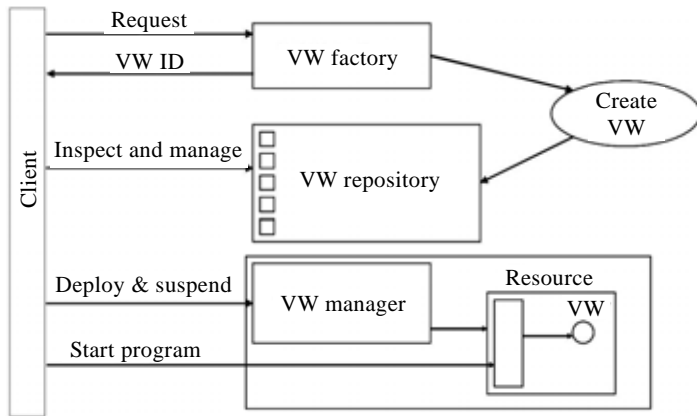 Request
VW ID
VW factory
Create
VW
Client
Inspect and manage
VW repository
Deploy & suspend
VW manager
Resource
VW
Start program